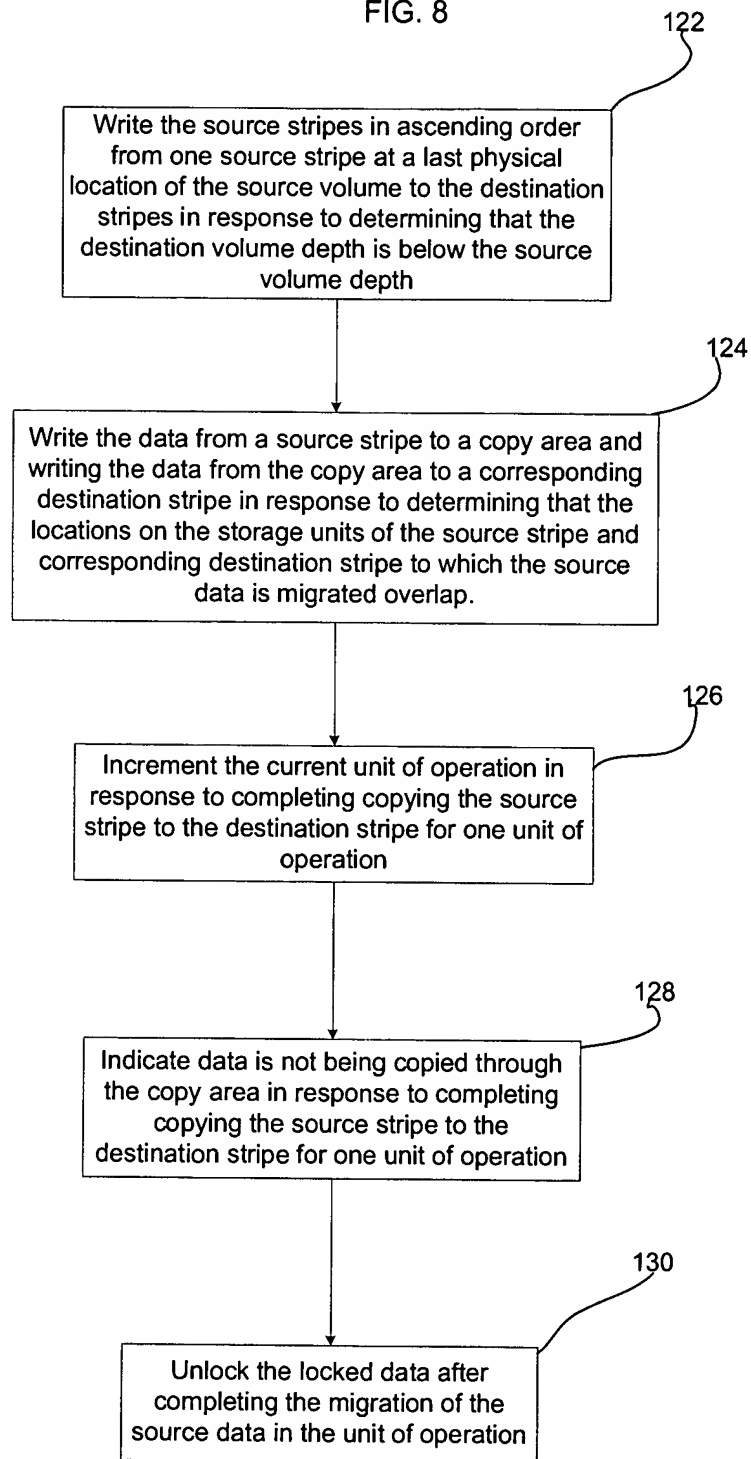 FIG. 8
122
Write the source stripes in ascending order
from one source stripe at a last physical
location of the source volume to the destination
stripes in response to determining that the
destination volume depth is below the source
volume depth
124
Write the data from a source stripe to a copy area and
writing the data from the copy area to a corresponding
destination stripe in response to determining that the
locations on the storage units of the source stripe and
corresponding destination stripe to which the source
data is migrated overlap.
126
Increment the current unit of operation in
response to completing copying the source
stripe to the destination stripe for one unit of
operation
128
Indicate data is not being copied through
the copy area in response to completing
copying the source stripe to the
destination stripe for one unit of operation
130
Unlock the locked data after
completing the migration of the
source data in the unit of operation